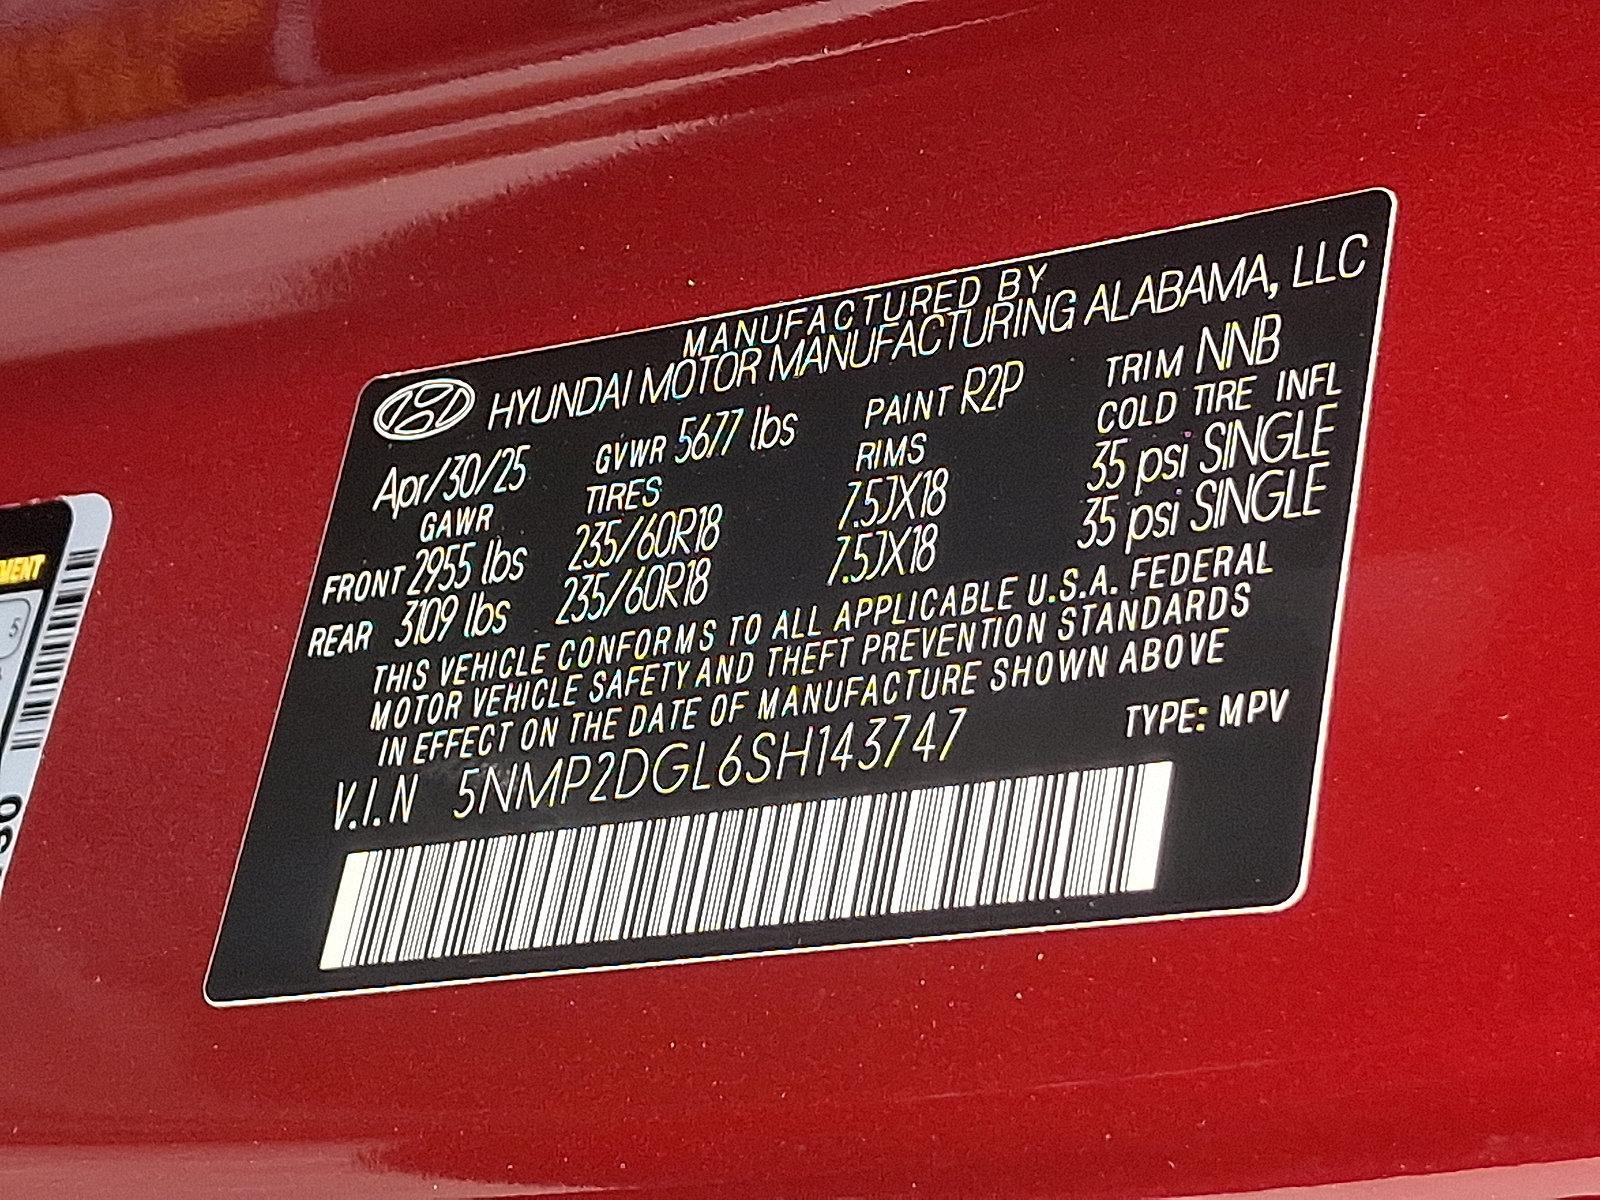 MANUFACTURED BY
HYUNDAI MOTOR MANUFACTURING ALABAMA, LLC
Apr/30/25 GVWR 5677 lbs PAINT R2P TRIM NNB
GAWR TIRES RIMS COLD TIRE INFL
FRONT 2955 lbs 235/60R18 7.5JX18 35 psi SINGLE
REAR 3109 lbs 235/60R18 7.5JX18 35 psi SINGLE
THIS VEHICLE CONFORMS TO ALL APPLICABLE U.S.A. FEDERAL
MOTOR VEHICLE SAFETY AND THEFT PREVENTION STANDARDS
IN EFFECT ON THE DATE OF MANUFACTURE SHOWN ABOVE
V.I.N 5NMP2DGL6SH143747 TYPE: MPV
5